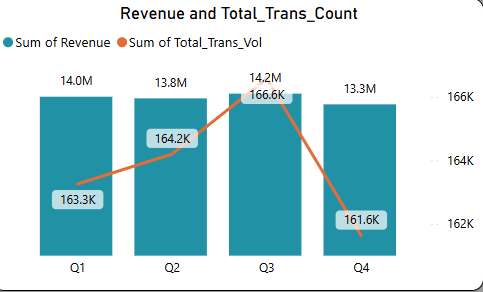 Revenue and Total_Trans_Count
Sum of Revenue Sum of Total_Trans_Vol
14.0M 13.8M 14.2M 13.3M
166.6K 166K
164.2K 164K
163.3K 161.6K 162K
Q1 Q2 Q3 Q4